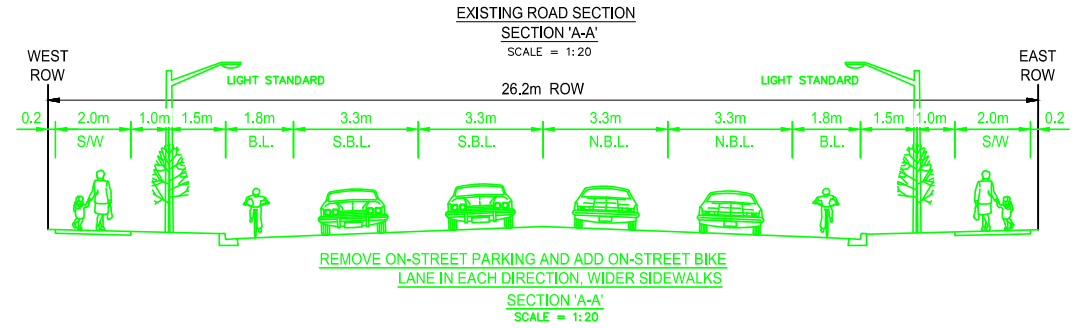 EXISTING ROAD SECTION
SECTION 'A-A'
SCALE = 1:20
WEST
ROW
EAST
ROW
LIGHT STANDARD
LIGHT STANDARD
26.2m ROW
0.2 2.0m 1.0m 1.5m 1.8m 3.3m 3.3m 3.3m 3.3m 1.8m 1.5m 1.0m 2.0m 0.2
S/W B.L. S.B.L. S.B.L. N.B.L. N.B.L. B.L. S/W
REMOVE ON-STREET PARKING AND ADD ON-STREET BIKE
LANE IN EACH DIRECTION, WIDER SIDEWALKS
SECTION 'A-A'
SCALE = 1:20